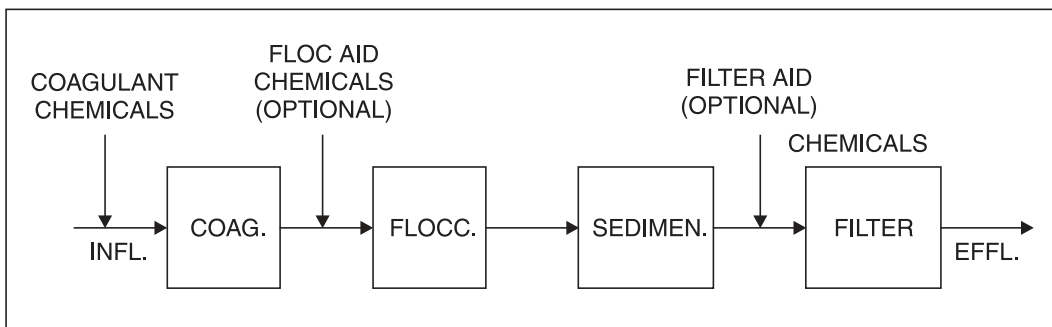 COAGULANT
CHEMICALS
FLOC AID
CHEMICALS
(OPTIONAL)
FILTER AID
(OPTIONAL)
CHEMICALS
INFL.
COAG.
FLOCC.
SEDIMEN.
FILTER
EFFL.